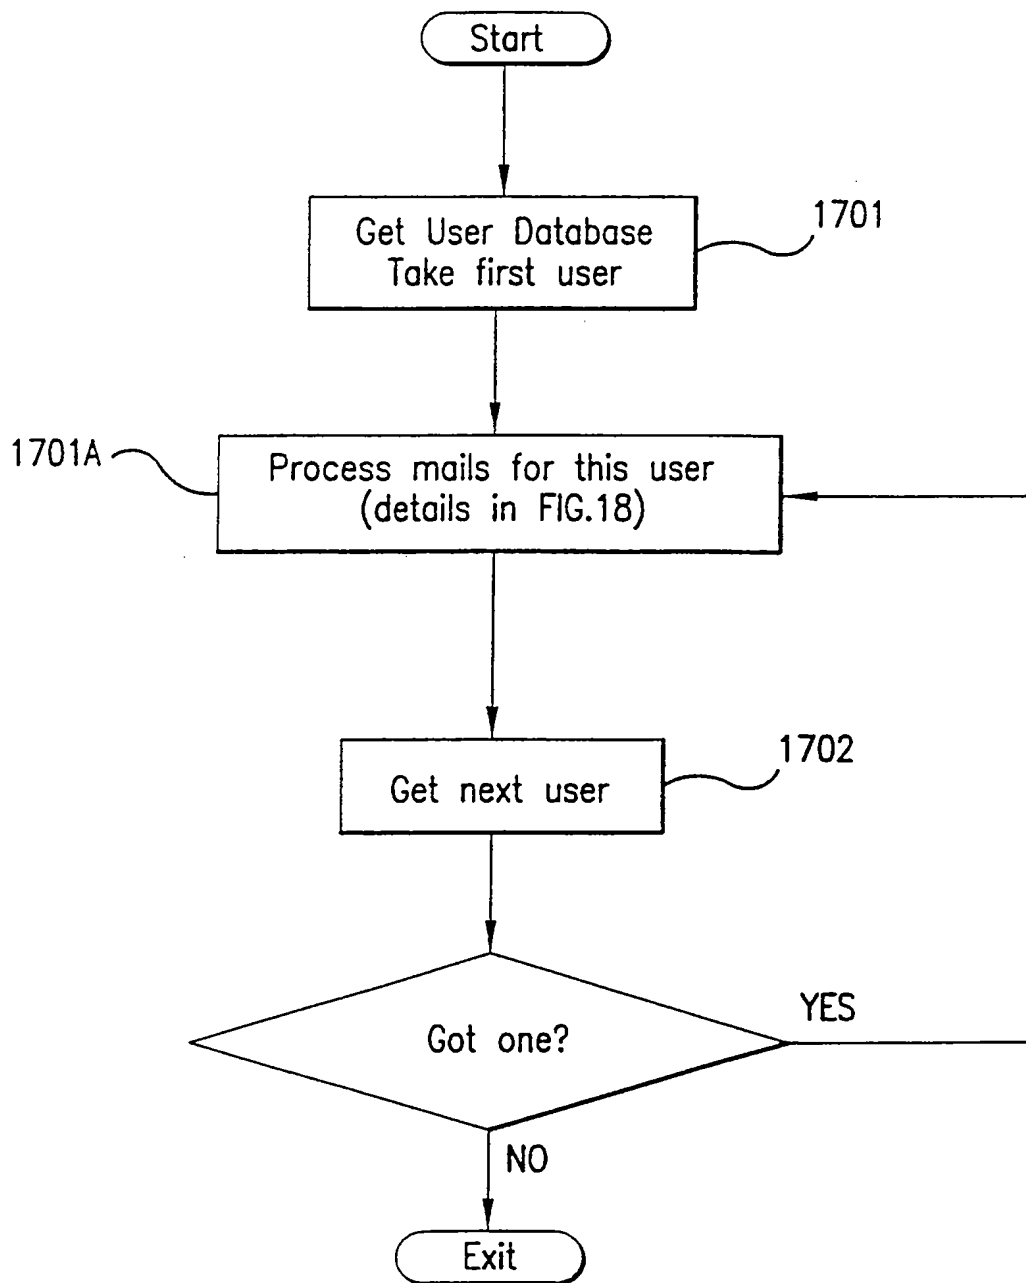 Start
Get User Database
Take first user
1701
1701A
Process mails for this user
(details in FIG.18)
Get next user
1702
Got one?
YES
NO
Exit